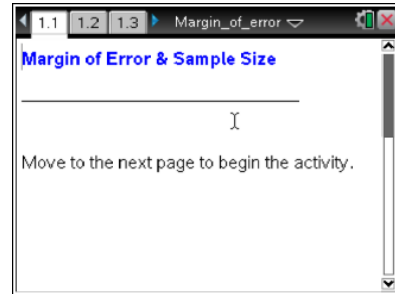 1.1 1.2 1.3 Margin_of_error
Margin of Error & Sample Size
Move to the next page to begin the activity.